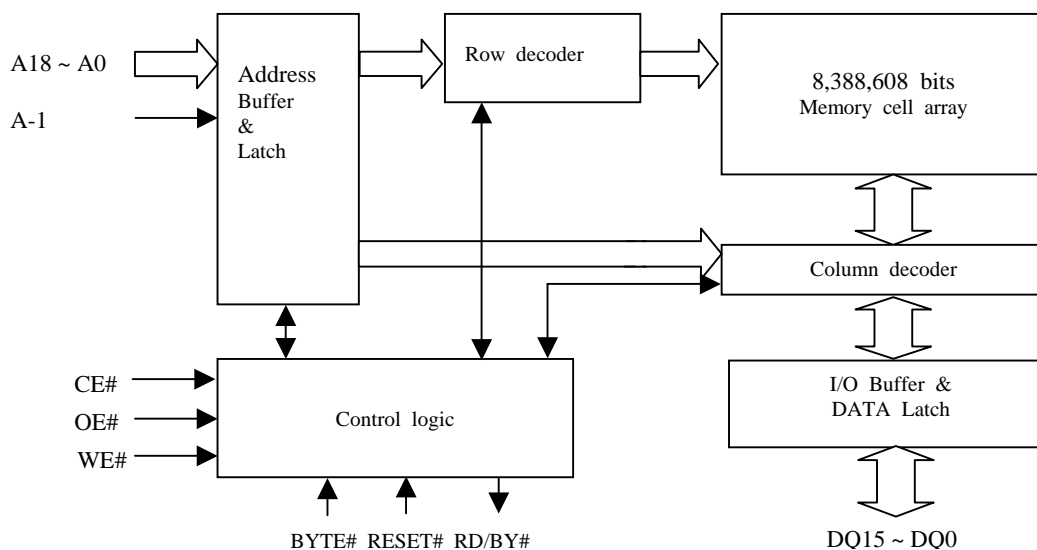 A18 ~ A0
A-1
Address
Buffer
&
Latch
Row decoder
8,388,608 bits
Memory cell array
Column decoder
CE#
OE#
WE#
Control logic
I/O Buffer &
DATA Latch
BYTE# RESET# RD/BY#
DQ15 ~ DQ0